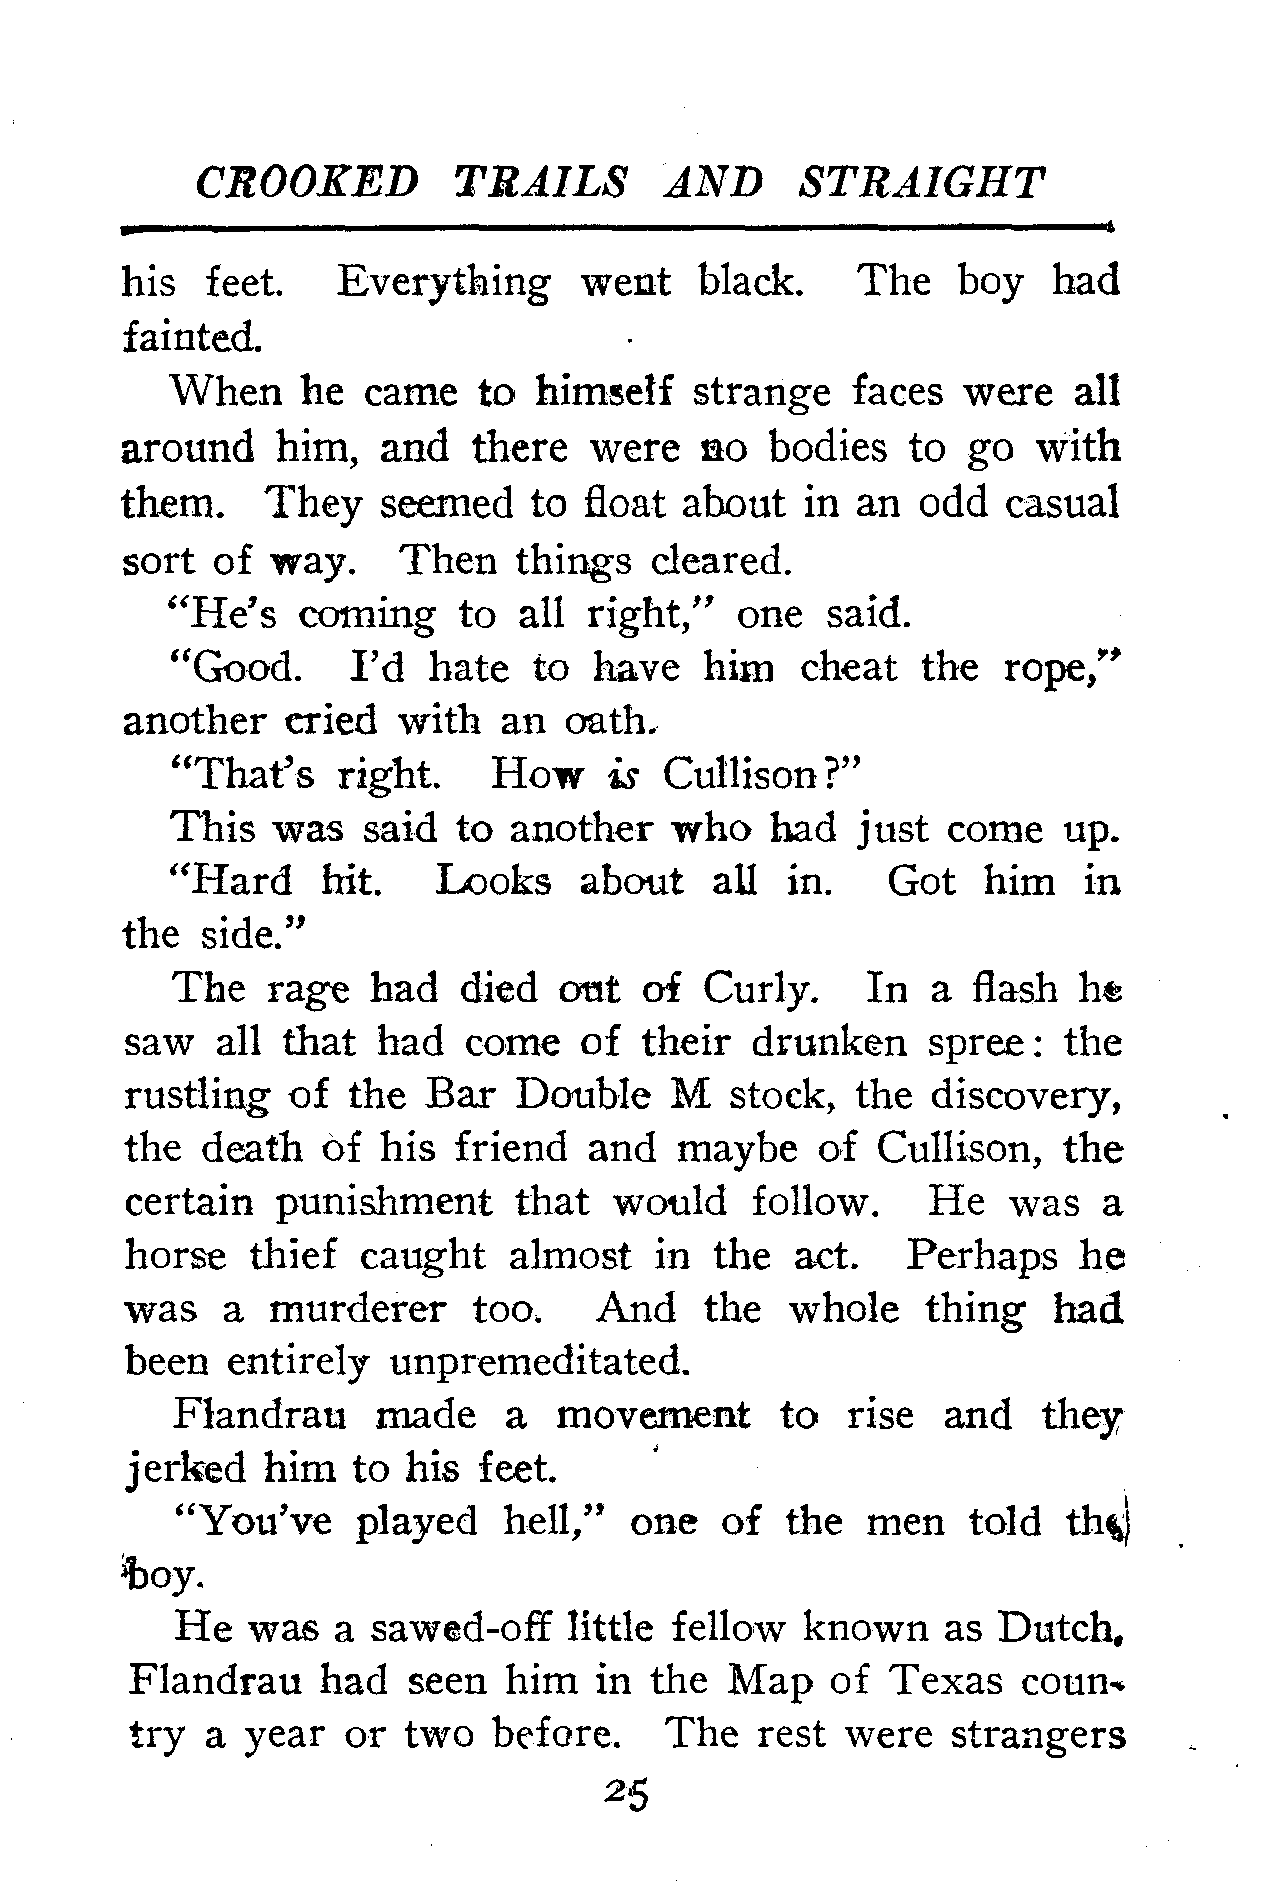 CROOKED TRAILS AND STRAIGHT
his feet. Everything went black. The boy had
fainted.
When he came to himself strange faces were all
around him, and there were no bodies to go with
them. They seemed to float about in an odd casual
sort of way. Then things cleared.
“He’s coming to all right,” one said.
“Good. I’d hate to have him cheat the rope,”
another cried with an oath.
“That’s right. How is Cullison?”
This was said to another who had just come up.
“Hard hit. Looks about all in. Got him in
the side.”
The rage had died out of Curly. In a flash he
saw all that had come of their drunken spree: the
rustling of the Bar Double M stock, the discovery,
the death of his friend and maybe of Cullison, the
certain punishment that would follow. He was a
horse thief caught almost in the act. Perhaps he
was a murderer too. And the whole thing had
been entirely unpremeditated.
Flandrau made a movement to rise and they
jerked him to his feet.
“You’ve played hell,” one of the men told the
boy.
He was a sawed-off little fellow known as Dutch.
Flandrau had seen him in the Map of Texas coun-
try a year or two before. The rest were strangers
25